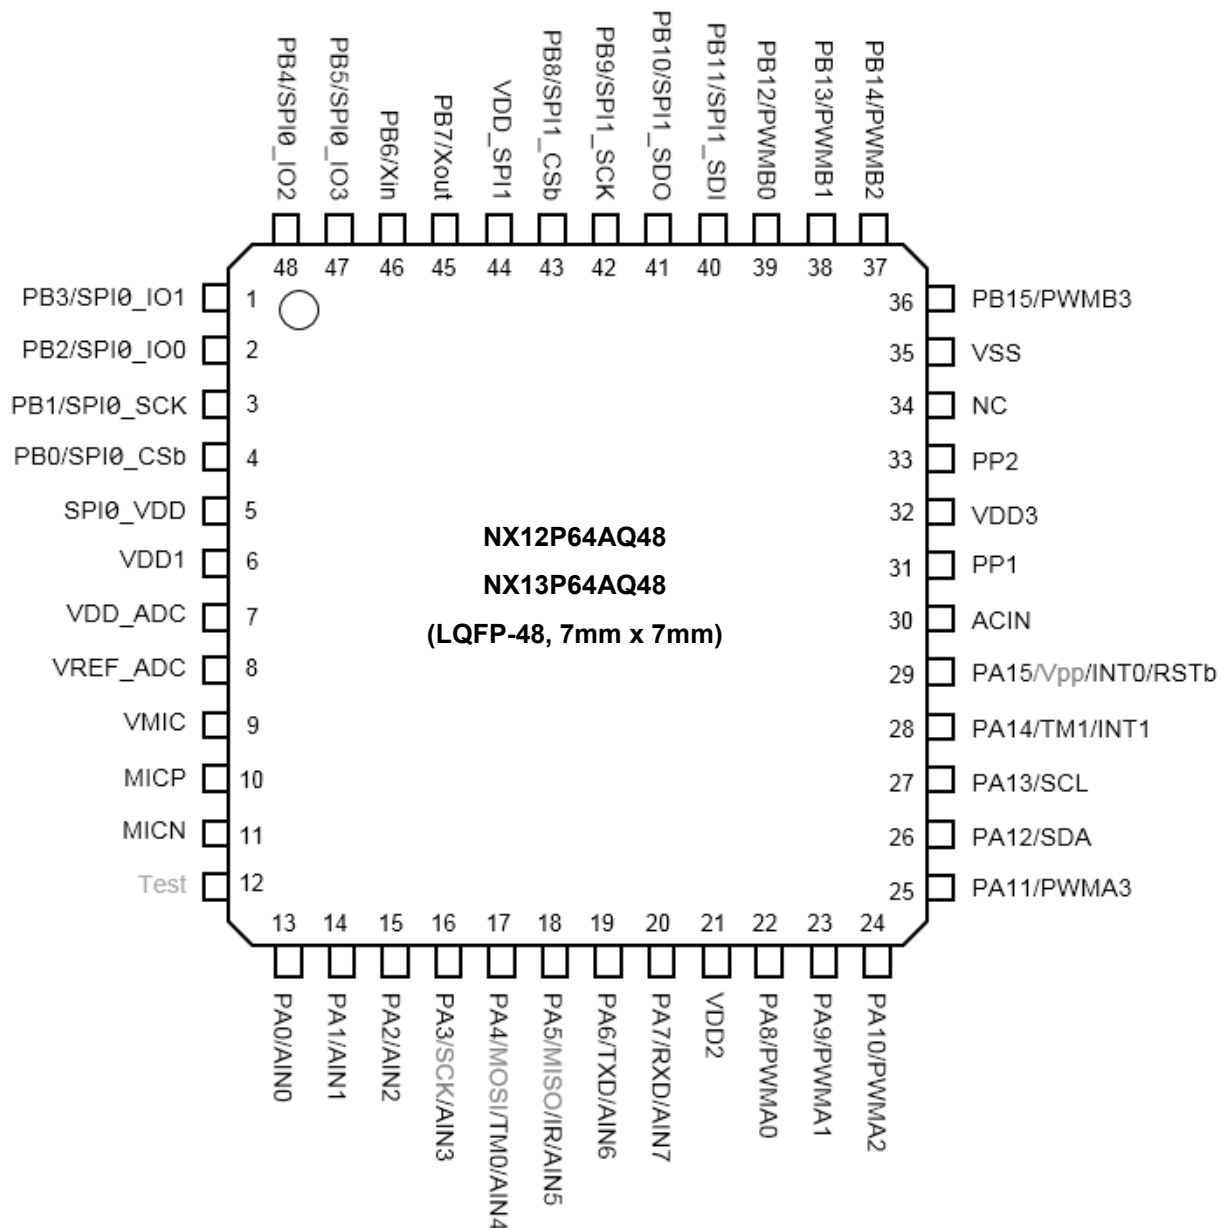 PB4/SPI0_IO2
PB5/SPI0_IO3
PB6/Xin
PB7/Xout
VDD_SPI1
PB8/SPI1_CSb
PB9/SPI1_SCK
PB10/SPI1_SDO
PB11/SPI1_SDI
PB12/PWMB0
PB13/PWMB1
PB14/PWMB2
48 47 46 45 44 43 42 41 40 39 38 37
PB3/SPI0_IO1 1
PB2/SPI0_IO0 2
PB1/SPI0_SCK 3
PB0/SPI0_CSb 4
SPI0_VDD 5
VDD1 6
VDD_ADC 7
VREF_ADC 8
VMIC 9
MICP 10
MICN 11
Test 12
NX12P64AQ48
NX13P64AQ48
(LQFP-48, 7mm x 7mm)
36 PB15/PWMB3
35 VSS
34 NC
33 PP2
32 VDD3
31 PP1
30 ACIN
29 PA15/Vpp/INT0/RSTb
28 PA14/TM1/INT1
27 PA13/SCL
26 PA12/SDA
25 PA11/PWMA3
13 14 15 16 17 18 19 20 21 22 23 24
PA0/AIN0
PA1/AIN1
PA2/AIN2
PA3/SCK/AIN3
PA4/MOSI/TM0/AIN4
PA5/MISO/IR/AIN5
PA6/TXD/AIN6
PA7/RXD/AIN7
VDD2
PA8/PWMA0
PA9/PWMA1
PA10/PWMA2